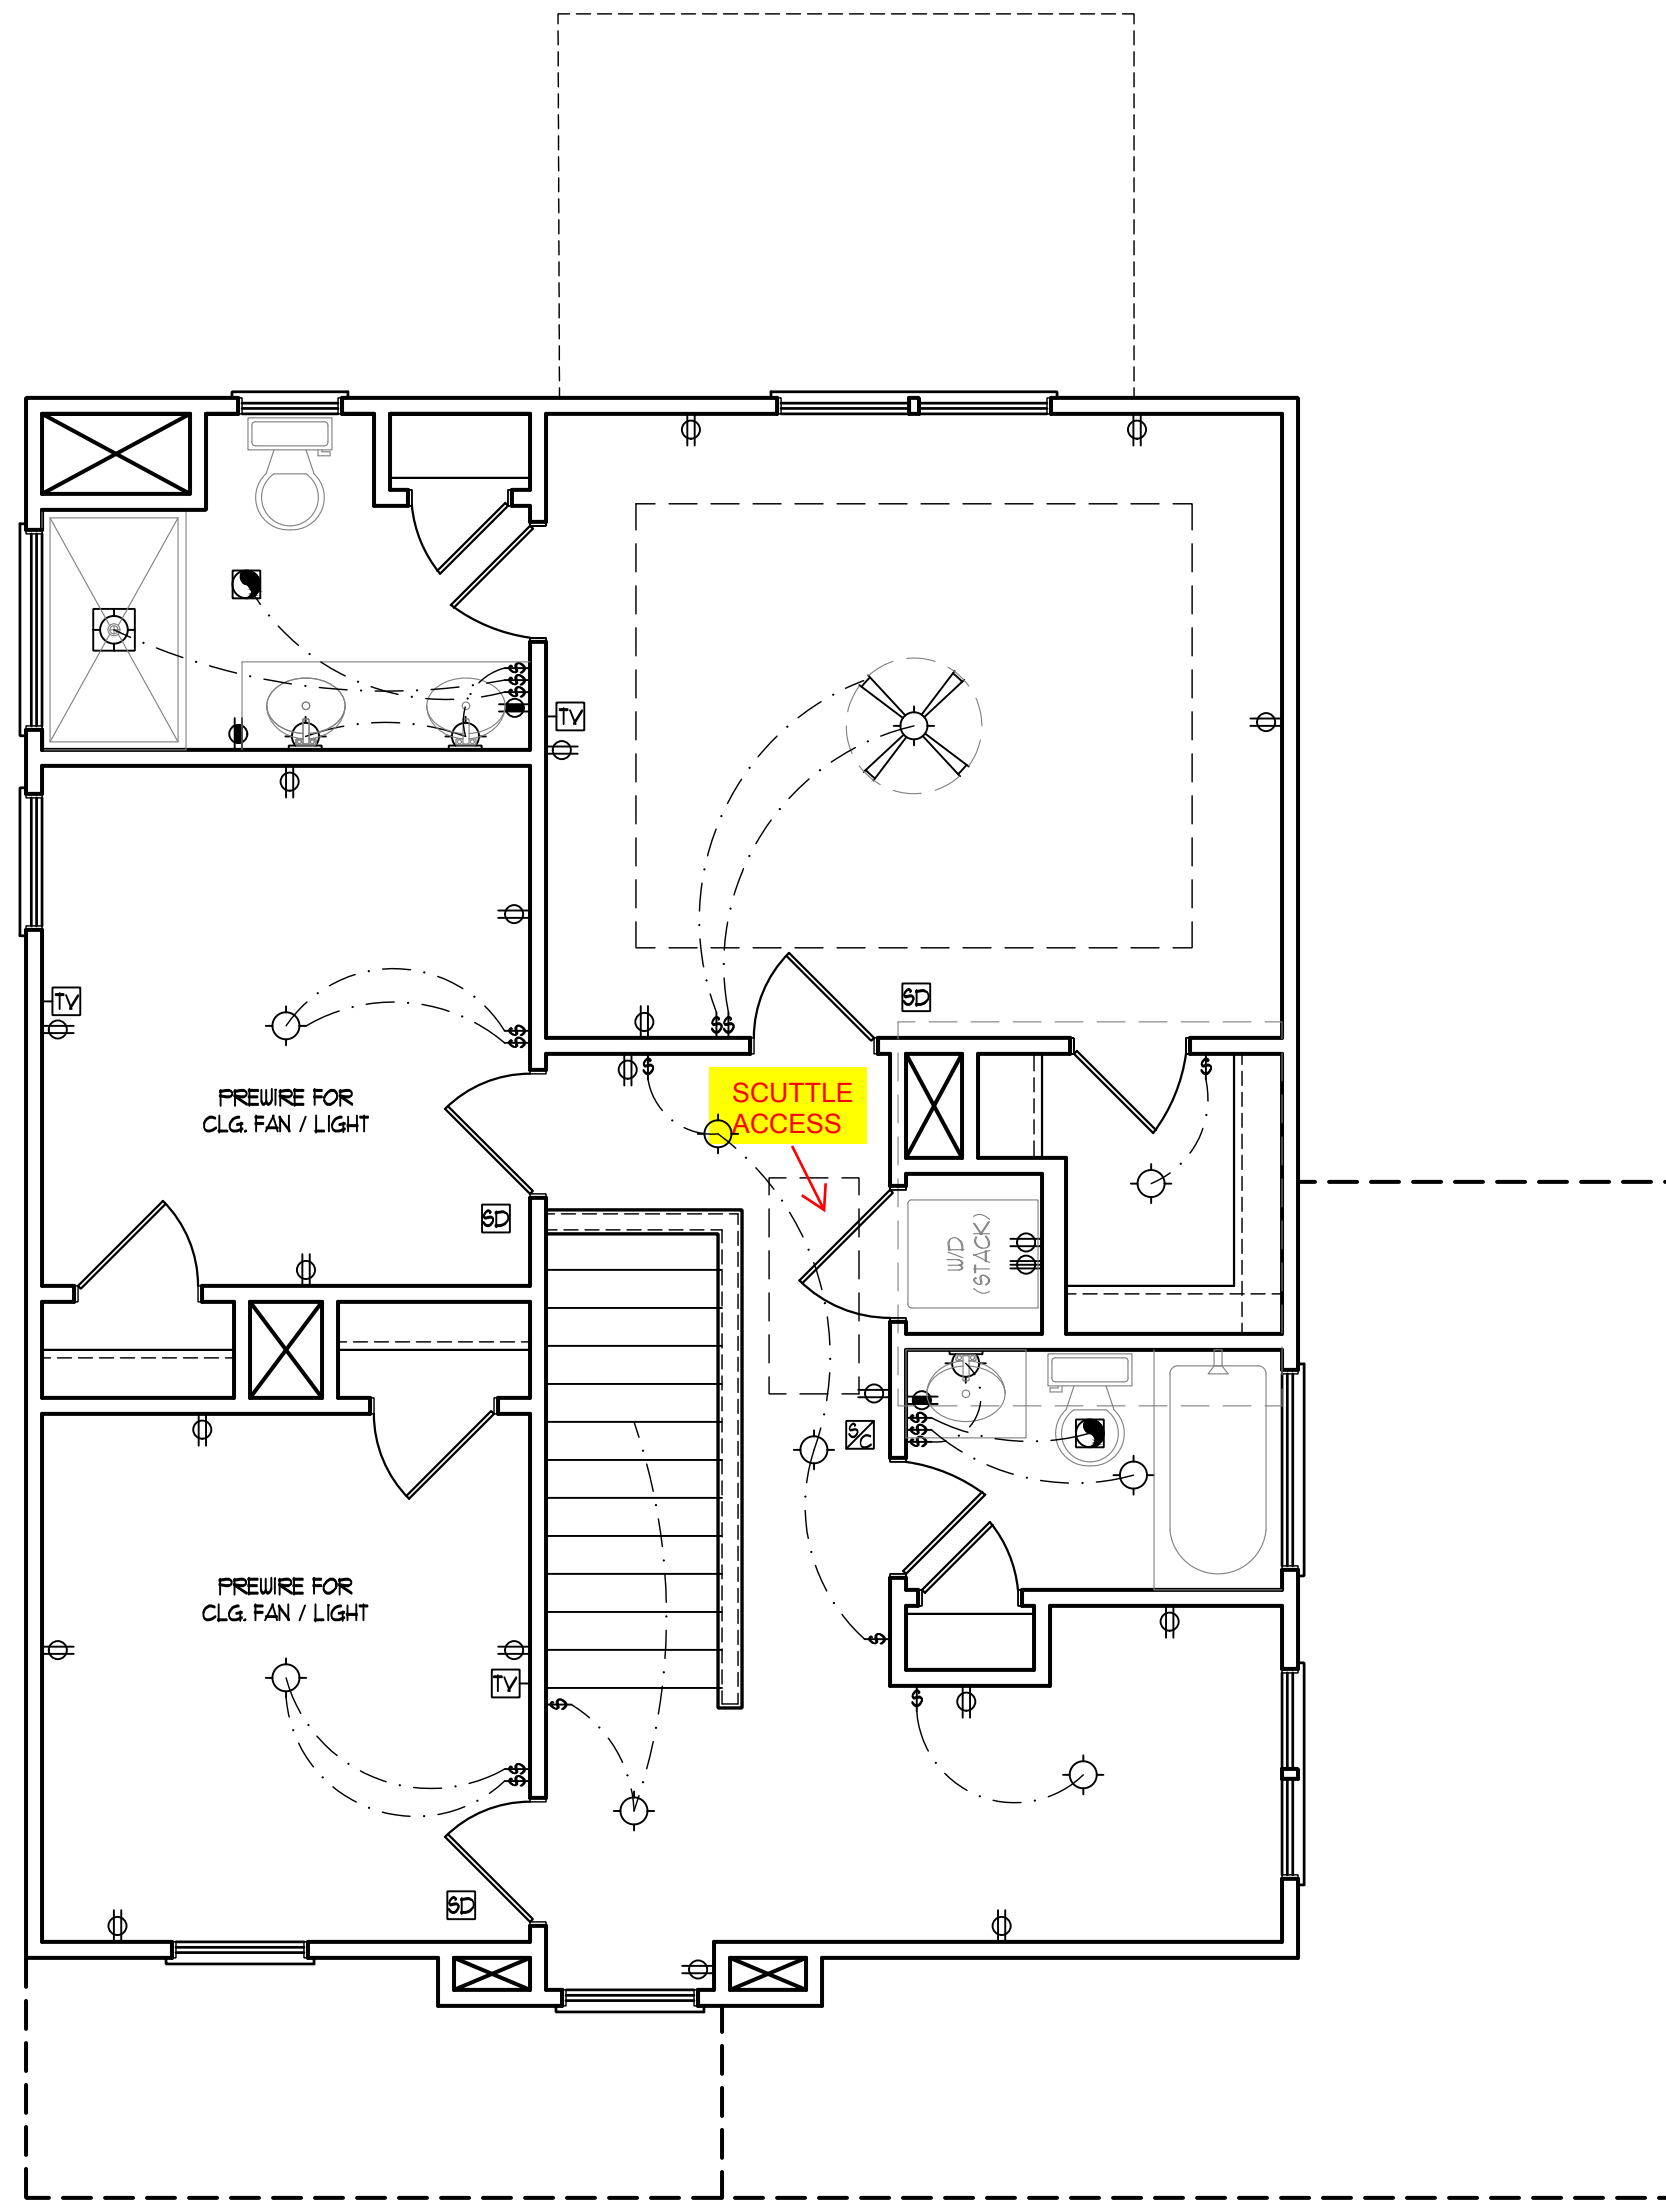 TV
TV
SD
$$
$$
$$
$$
$
$
SCUTTLE
ACCESS
PREWIRE FOR
CLG. FAN / LIGHT
SD
W/D
(STACK)
S/C
$$$
PREWIRE FOR
CLG. FAN / LIGHT
$
TV
$
$
$$
SD